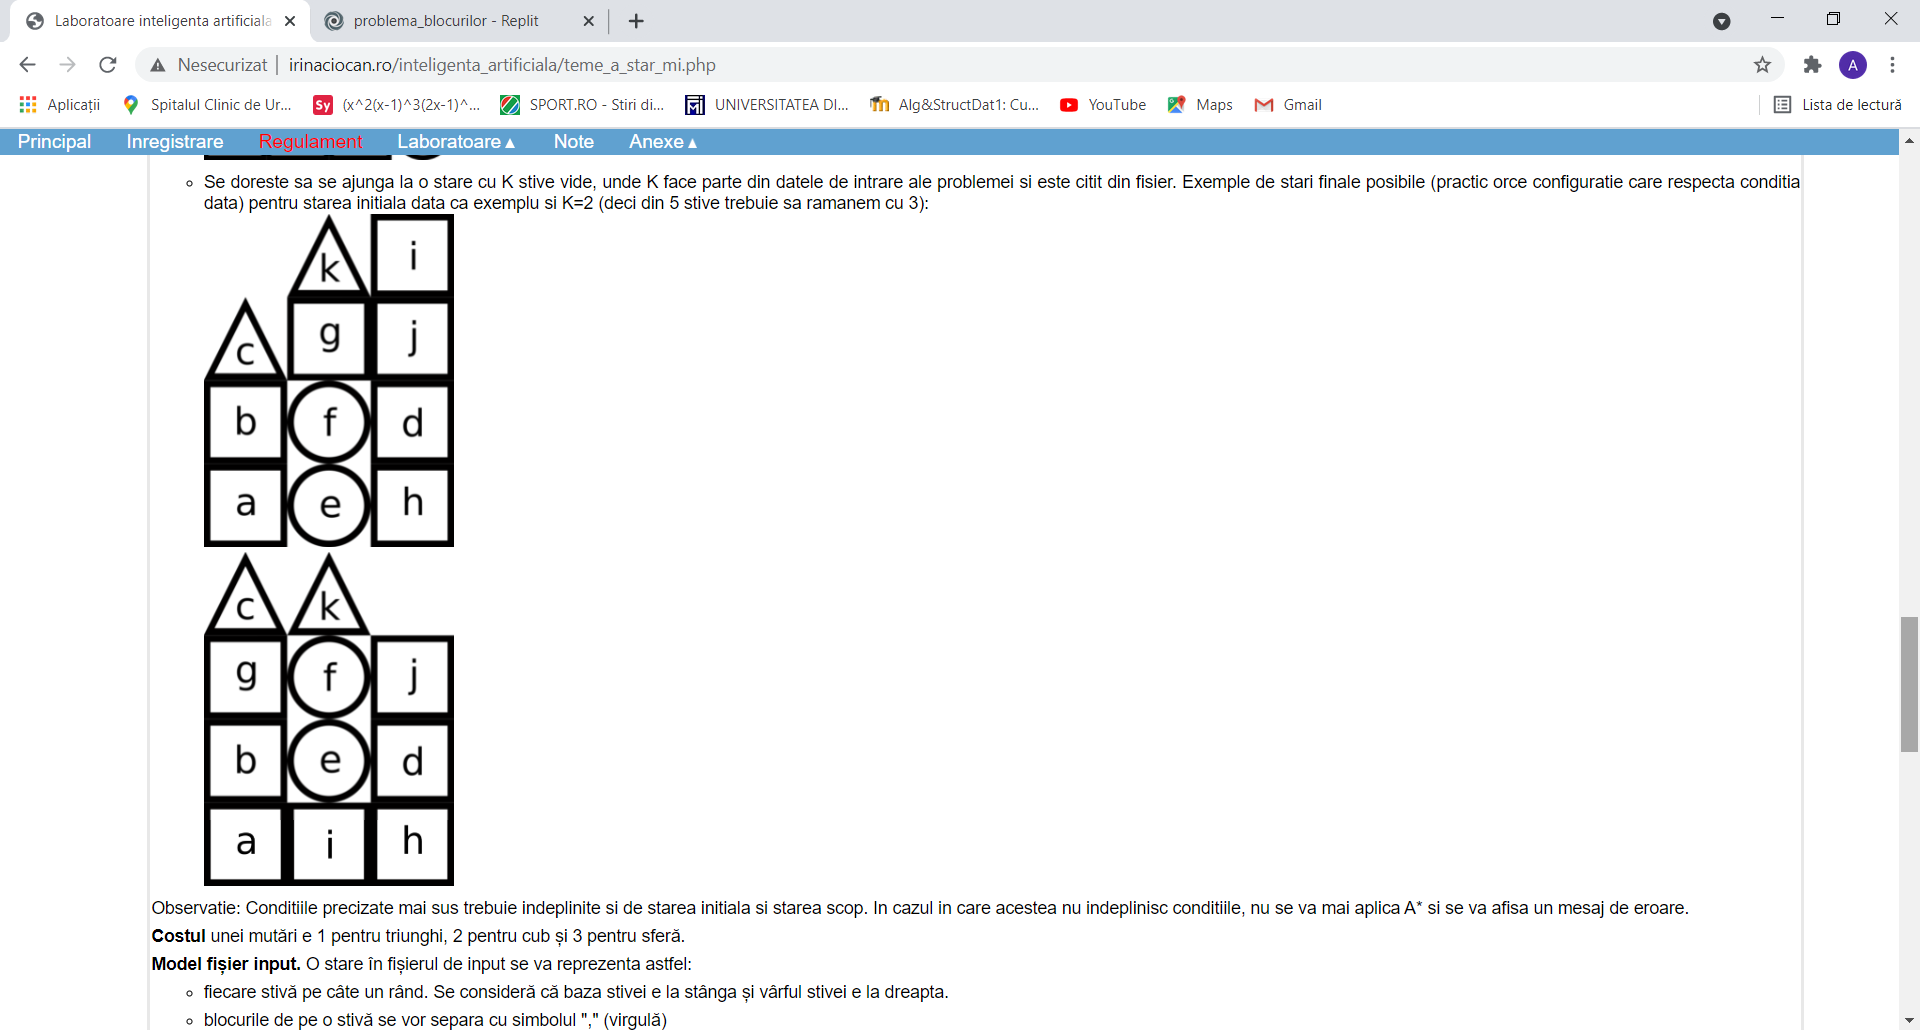 Laboratoare inteligenta artificiala
problema_blocurilor - Replit
Nesecurizat
irinaciocan.ro/inteligenta_artificiala/teme_a_star_mi.php
A
Aplicații
Spitalul Clinic de Ur...
Sy (x^2(x-1)^3(2x-1)^...
SPORT.RO - Stiri di...
UNIVERSITATEA DI...
Alg&StructDat1: Cu...
YouTube
Maps
Gmail
Lista de lectură
Principal Inregistrare Regulament Laboratoare▲ Note Anexe▲
Se doreste sa se ajunga la o stare cu K stive vide, unde K face parte din datele de intrare ale problemei si este citit din fisier. Exemple de stari finale posibile (practic orce configuratie care respecta conditia
data) pentru starea initiala data ca exemplu si K=2 (deci din 5 stive trebuie sa ramanem cu 3):
k i
c g j
b f d
a e h
c k
g f j
b e d
a i h
Observatie: Conditiile precizate mai sus trebuie indeplinite si de starea initiala si starea scop. In cazul in care acestea nu indeplinisc conditiile, nu se va mai aplica A* si se va afisa un mesaj de eroare.
Costul unei mutări e 1 pentru triunghi, 2 pentru cub și 3 pentru sferă.
Model fișier input. O stare în fișierul de input se va reprezenta astfel:
fiecare stivă pe câte un rând. Se consideră că baza stivei e la stânga și vârful stivei e la dreapta.
blocurile de pe o stivă se vor separa cu simbolul "," (virgulă)